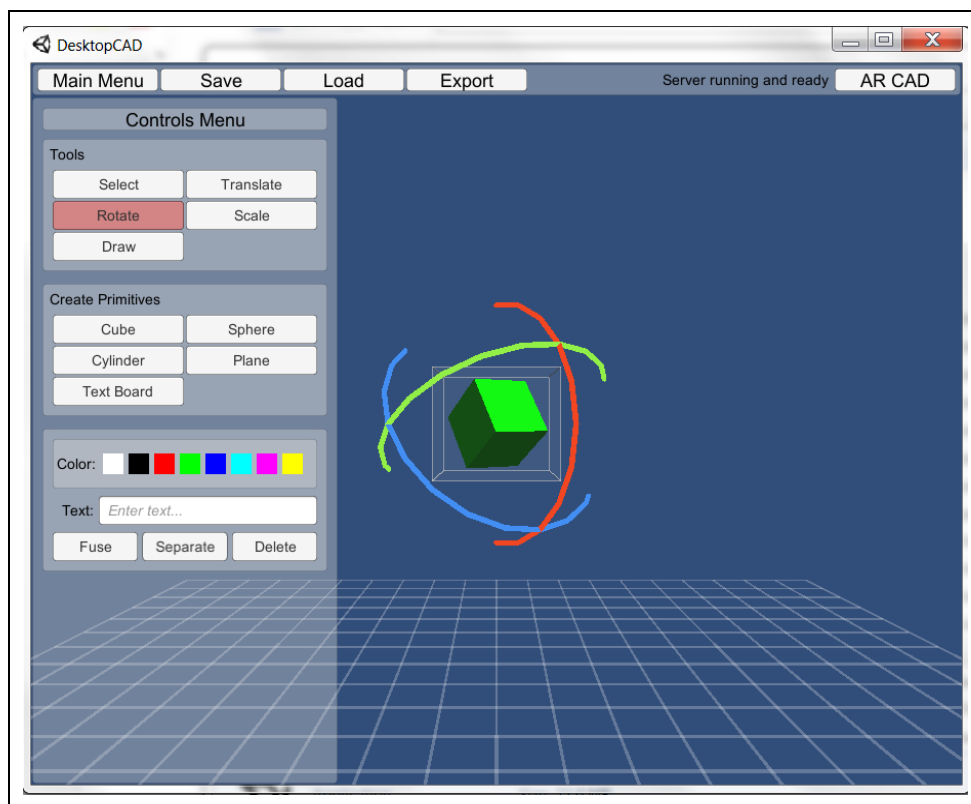 DesktopCAD
Main Menu Save Load Export Server running and ready AR CAD
Controls Menu
Tools
Select Translate
Rotate Scale
Draw
Create Primitives
Cube Sphere
Cylinder Plane
Text Board
Color:
Text: Enter text...
Fuse Separate Delete